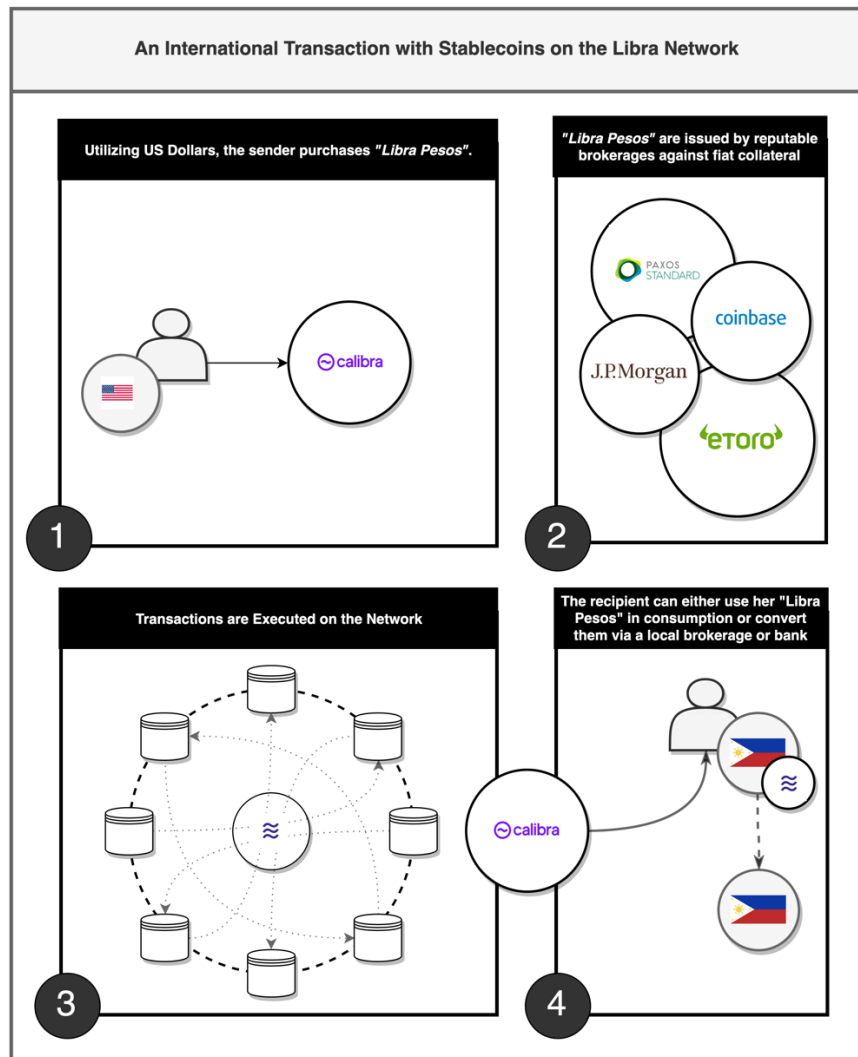 An International Transaction with Stablecoins on the Libra Network
Utilizing US Dollars, the sender purchases "Libra Pesos".
calibra
1
"Libra Pesos" are issued by reputable
brokerages against fiat collateral
PAXOS
STANDARD
coinbase
J.P.Morgan
eToro
2
Transactions are Executed on the Network
3
calibra
The recipient can either use her "Libra
Pesos" in consumption or convert
them via a local brokerage or bank
4